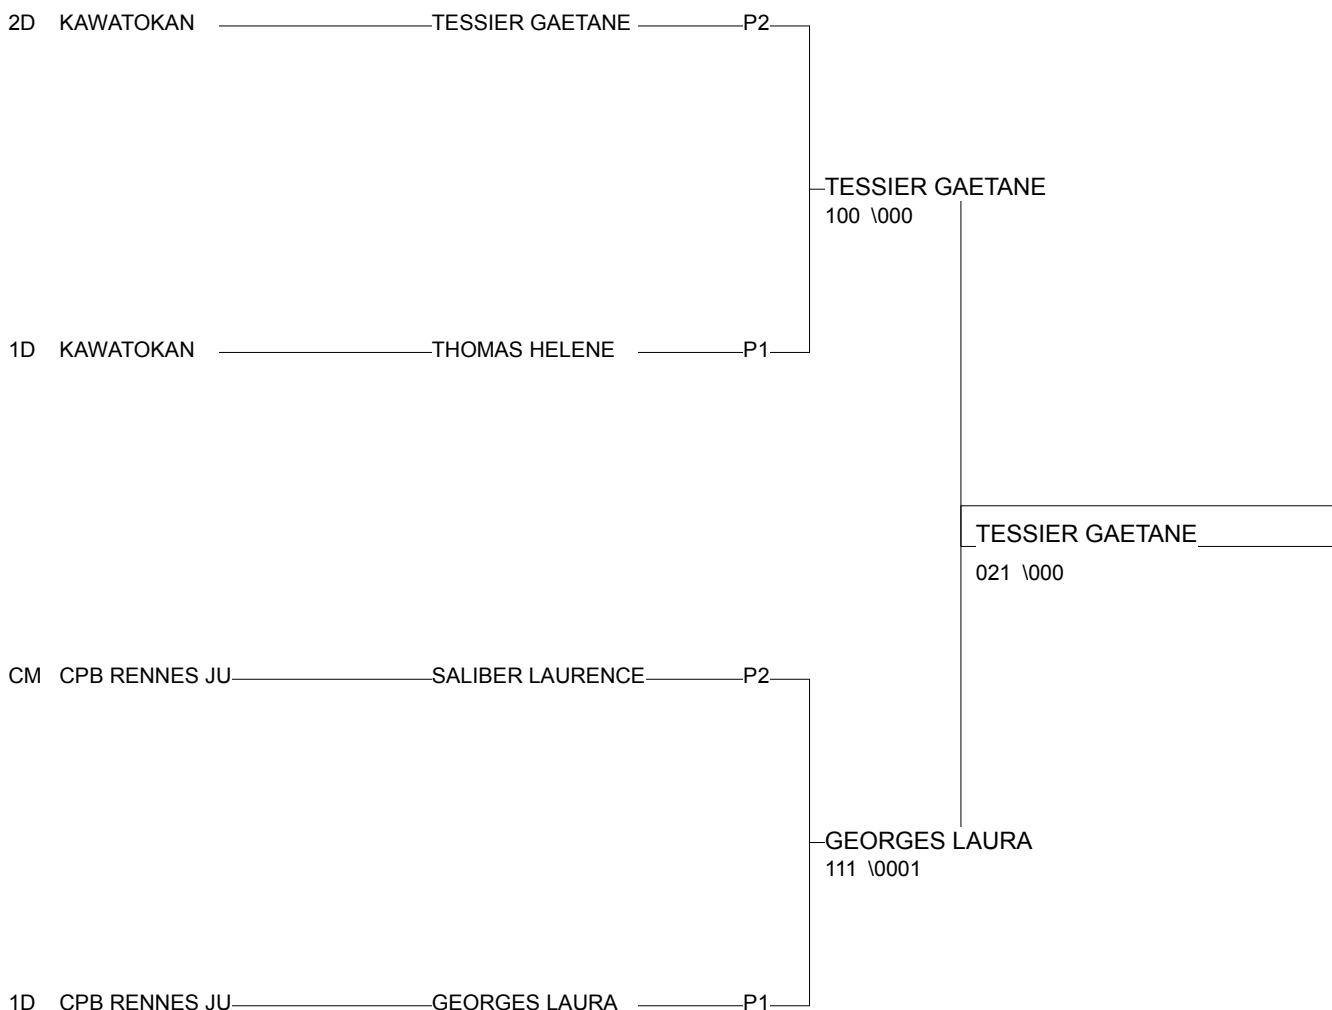 2D KAWATOKAN TESSIER GAETANE P2
TESSIER GAETANE
100 \000
1D KAWATOKAN THOMAS HELENE P1
TESSIER GAETANE
021 \000
CM CPB RENNES JU SALIBER LAURENCE P2
GEORGES LAURA
111 \0001
1D CPB RENNES JU GEORGES LAURA P1